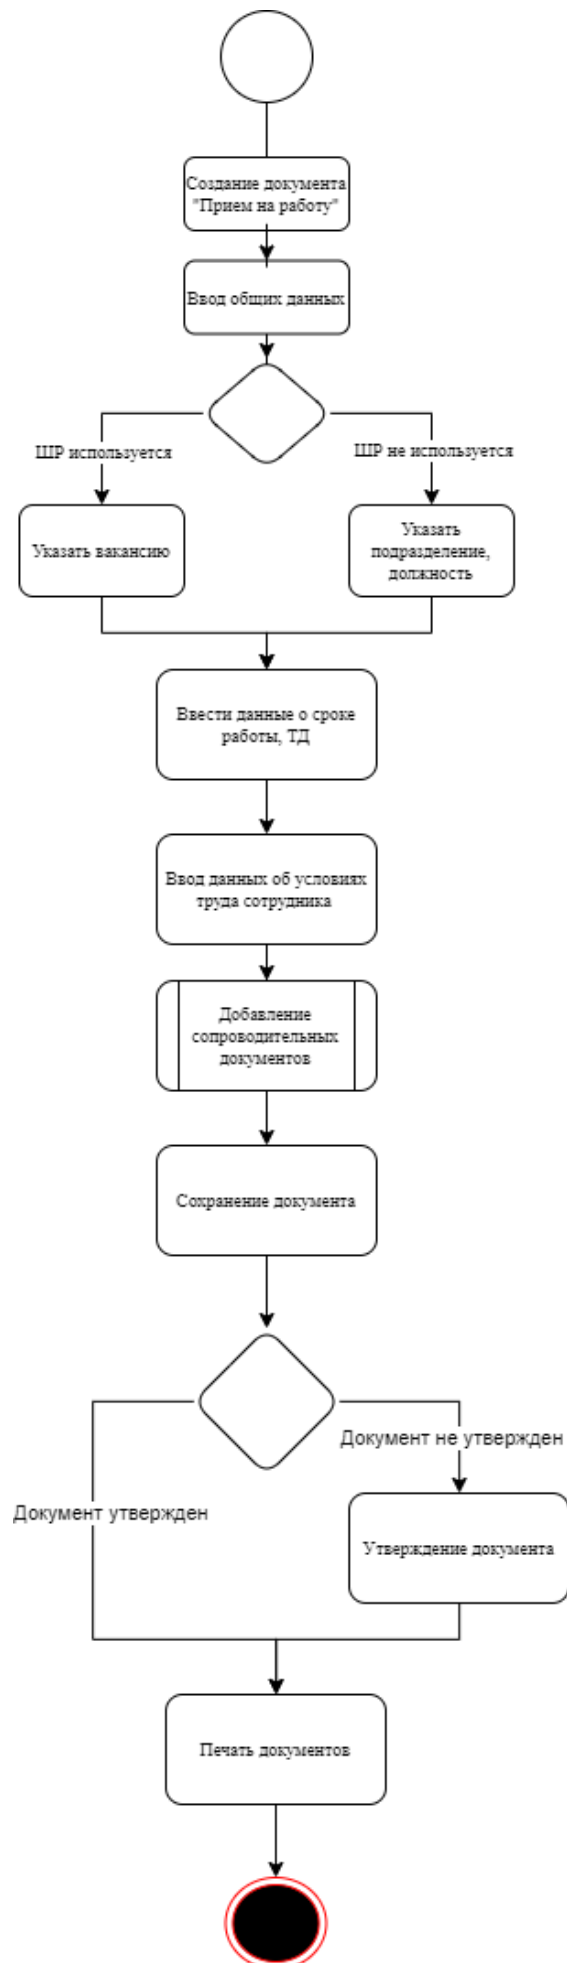 Создание документа
"Прием на работу"
Ввод общих данных
ШР используется
ШР не используется
Указать вакансию
Указать
подразделение,
должность
Ввести данные о сроке
работы, ТД
Ввод данных об условиях
труда сотрудника
Добавление
сопроводительных
документов
Сохранение документа
Документ не утвержден
Документ утвержден
Утверждение документа
Печать документов